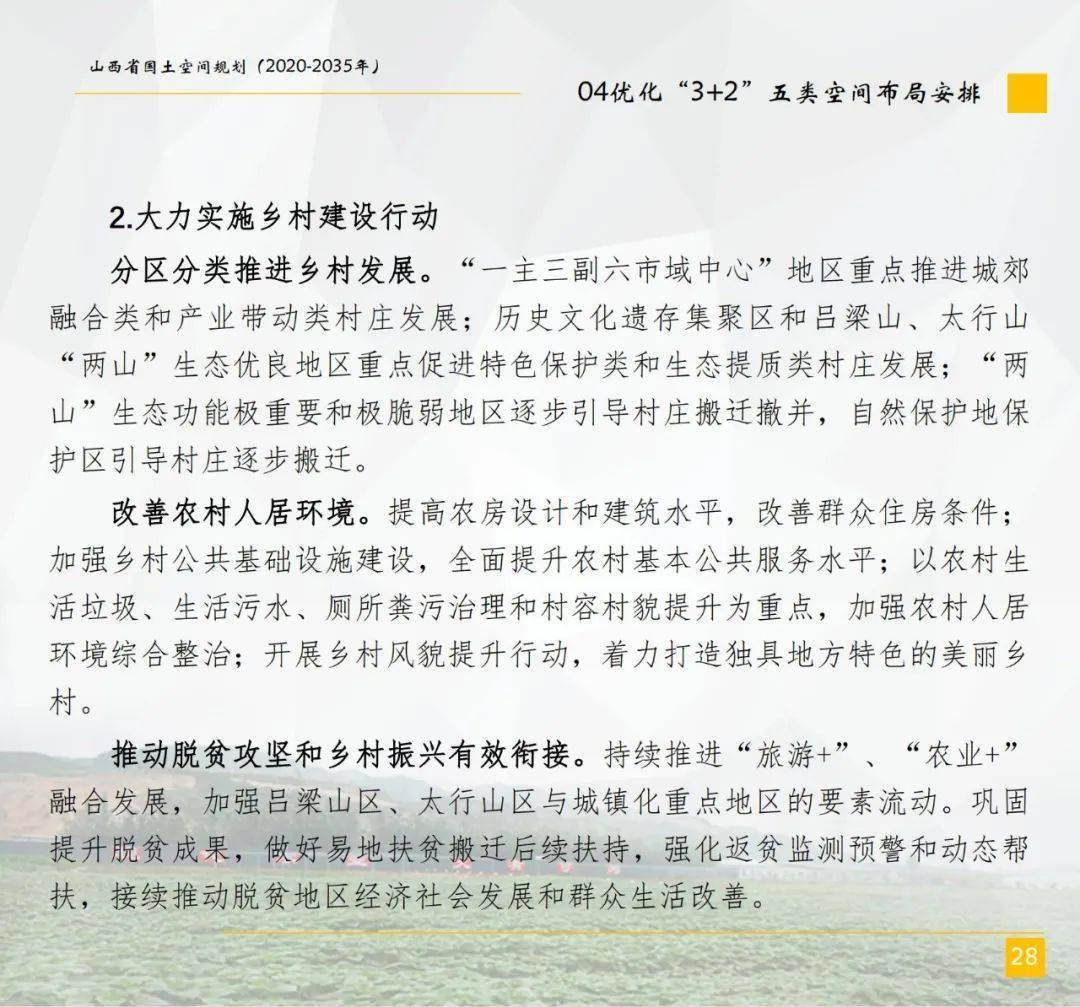 山西省国土空间规划（2020-2035年）
04优化“3+2”五类空间布局安排
2.大力实施乡村建设行动
分区分类推进乡村发展。“一主三副六市域中心”地区重点推进城郊
融合类和产业带动类村庄发展；历史文化遗存集聚区和吕梁山、太行山
“两山”生态优良地区重点促进特色保护类和生态提质类村庄发展；“两
山”生态功能极重要和极脆弱地区逐步引导村庄搬迁撤并，自然保护地保
护区引导村庄逐步搬迁。
改善农村人居环境。提高农房设计和建筑水平，改善群众住房条件；
加强乡村公共基础设施建设，全面提升农村基本公共服务水平；以农村生
活垃圾、生活污水、厕所粪污治理和村容村貌提升为重点，加强农村人居
环境综合整治；开展乡村风貌提升行动，着力打造独具地方特色的美丽乡
村。
推动脱贫攻坚和乡村振兴有效衔接。持续推进“旅游+”、“农业+”
融合发展，加强吕梁山区、太行山区与城镇化重点地区的要素流动。巩固
提升脱贫成果，做好易地扶贫搬迁后续扶持，强化返贫监测预警和动态帮
扶，接续推动脱贫地区经济社会发展和群众生活改善。
28